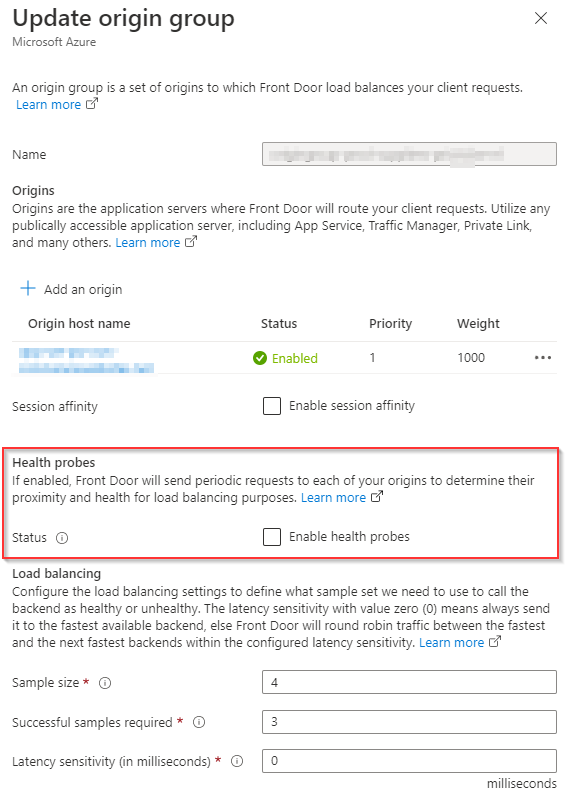 Update origin group
Microsoft Azure
An origin group is a set of origins to which Front Door load balances your client requests.
Learn more
Name
Origins
Origins are the application servers where Front Door will route your client requests. Utilize any
publically accessible application server, including App Service, Traffic Manager, Private Link,
and many others. Learn more
Add an origin
Origin host name Status Priority Weight
Enabled 1 1000
Session affinity Enable session affinity
Health probes
If enabled, Front Door will send periodic requests to each of your origins to determine their
proximity and health for load balancing purposes. Learn more
Status Enable health probes
Load balancing
Configure the load balancing settings to define what sample set we need to use to call the
backend as healthy or unhealthy. The latency sensitivity with value zero (0) means always send
it to the fastest available backend, else Front Door will round robin traffic between the fastest
and the next fastest backends within the configured latency sensitivity. Learn more
Sample size * 4
Successful samples required * 3
Latency sensitivity (in milliseconds) * 0
milliseconds